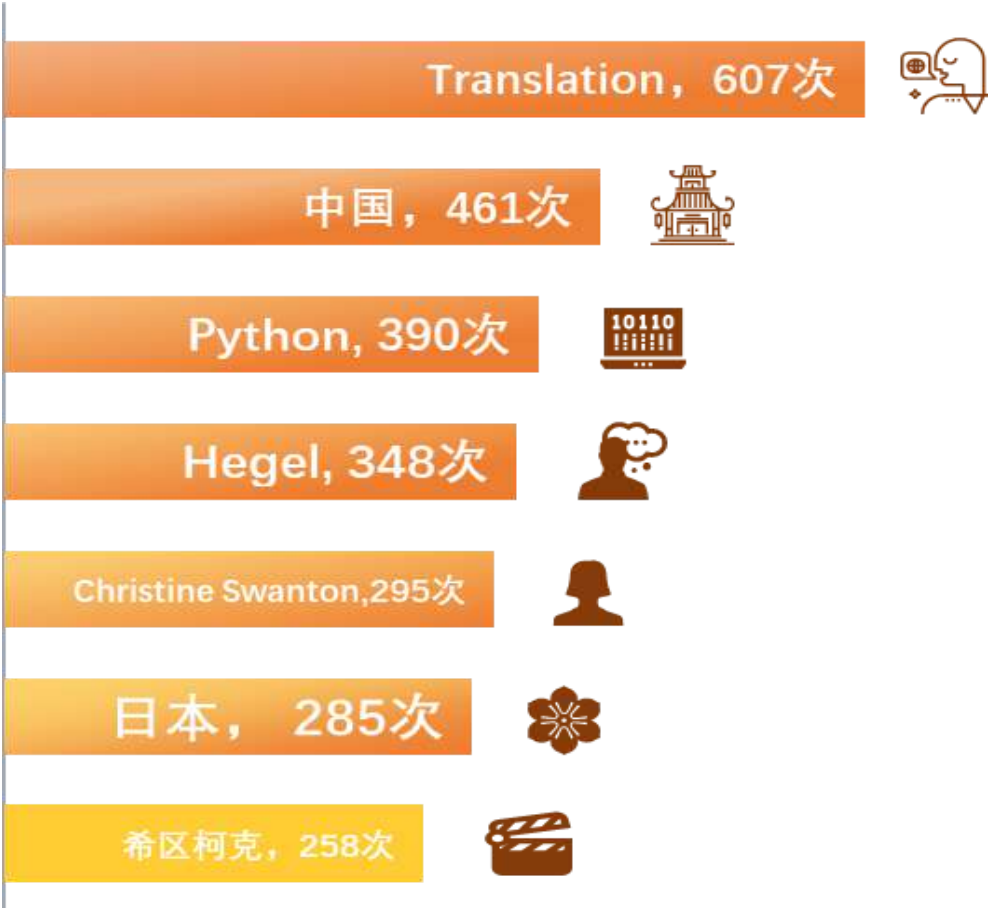 Translation，607次
中国，461次
10110
Python, 390次
Hegel, 348次
Christine Swanton,295次
日本， 285次
希区柯克，258次